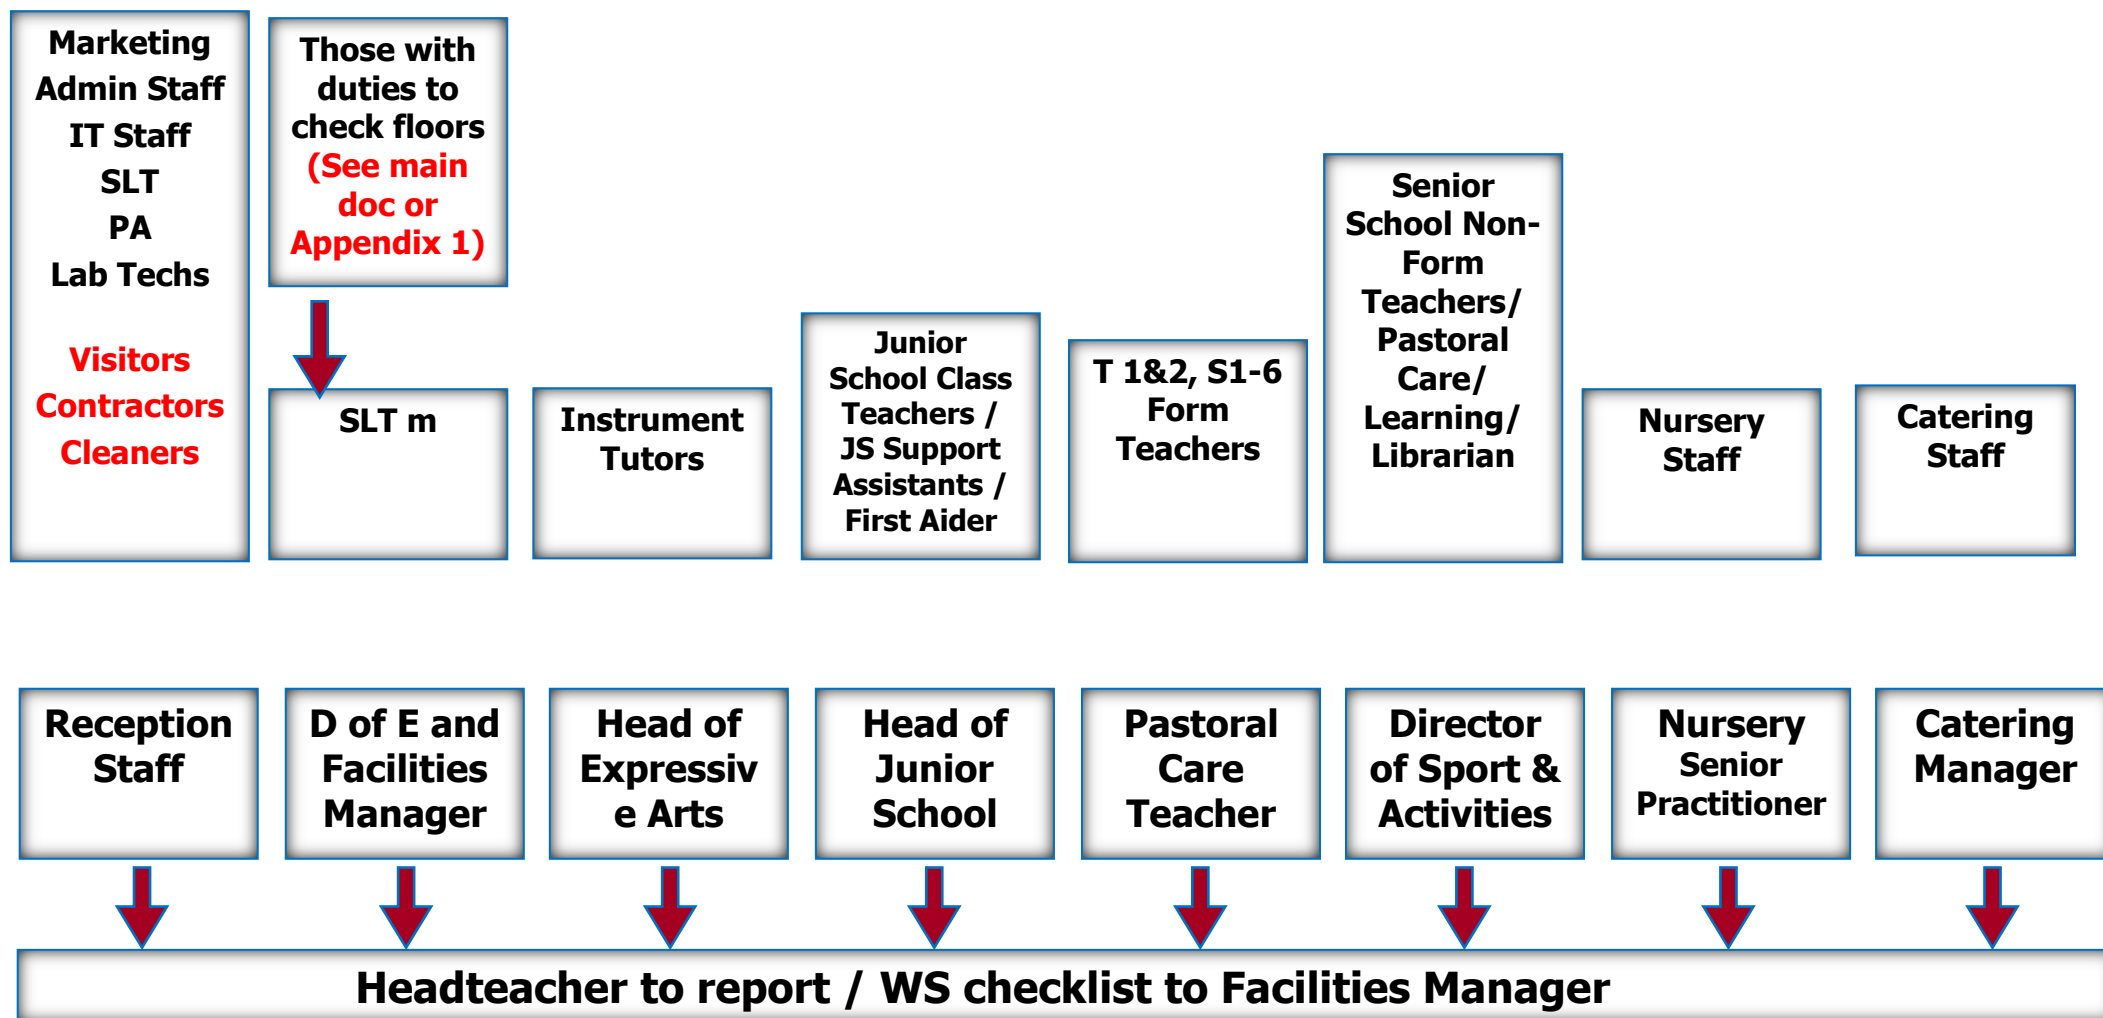 Marketing
Admin Staff
IT Staff
SLT
PA
Lab Techs
Visitors
Contractors
Cleaners
Those with
duties to
check floors
(See main
doc or
Appendix 1)
SLT m
Instrument
Tutors
Junior
School Class
Teachers /
JS Support
Assistants /
First Aider
T 1&2, S1-6
Form
Teachers
Senior
School Non-
Form
Teachers/
Pastoral
Care/
Learning/
Librarian
Nursery
Staff
Catering
Staff
Reception
Staff
D of E and
Facilities
Manager
Head of
Expressiv
e Arts
Head of
Junior
School
Pastoral
Care
Teacher
Director
of Sport &
Activities
Nursery
Senior
Practitioner
Catering
Manager
Headteacher to report / WS checklist to Facilities Manager